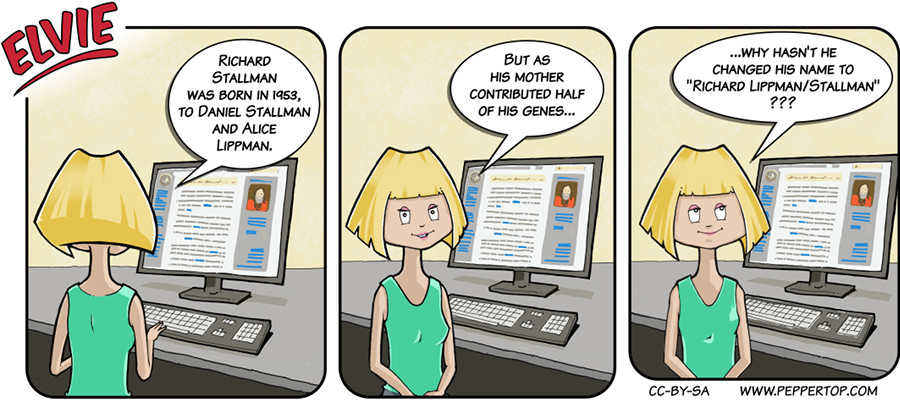 ELVIE
RICHARD
STALLMAN
WAS BORN IN 1953,
TO DANIEL STALLMAN
AND ALICE
LIPPMAN.
BUT AS
HIS MOTHER
CONTRIBUTED HALF
OF HIS GENES...
...WHY HASN'T HE
CHANGED HIS NAME TO
"RICHARD LIPPMAN/STALLMAN"
???
CC-BY-SA
WWW.PEPPERTOP.COM